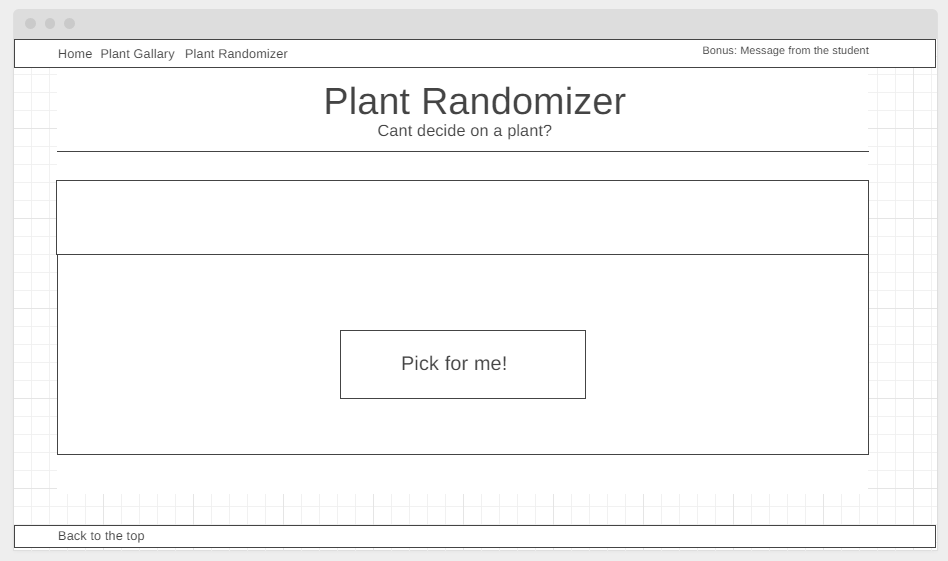 Home Plant Gallary Plant Randomizer
Bonus: Message from the student
Plant Randomizer
Cant decide on a plant?
Pick for me!
Back to the top